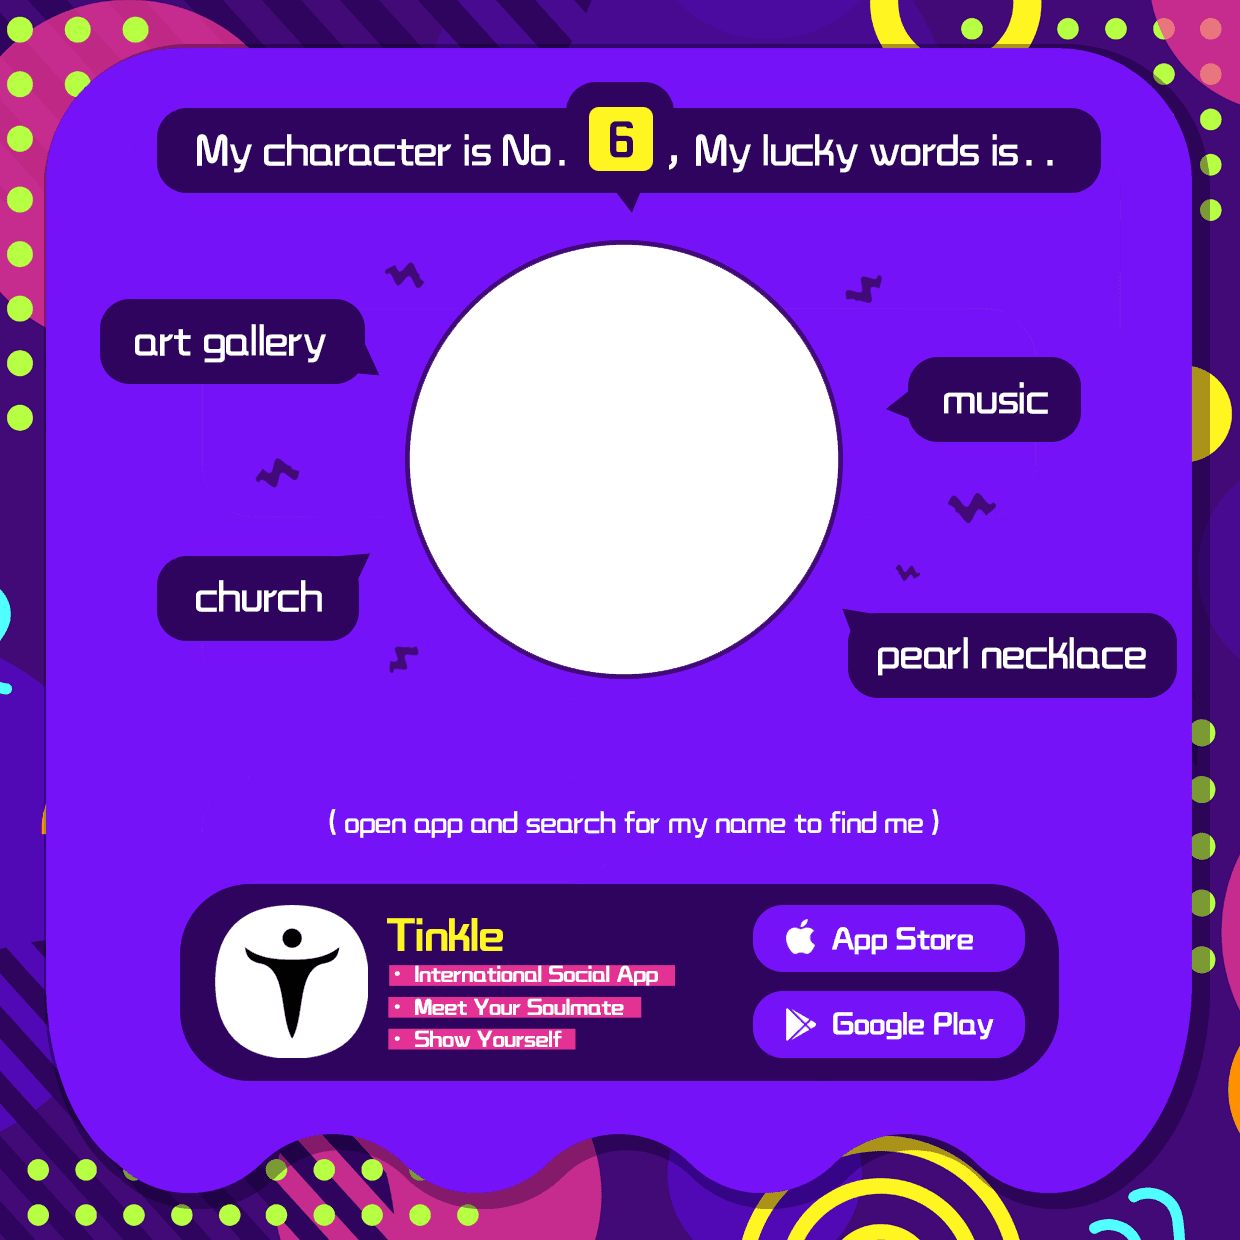 My character is No. 6 , My lucky words is. .
art gallery
music
church
pearl necklace
( open app and search for my name to find me )
Tinkle
• International Social App
• Meet Your Soulmate
• Show Yourself
App Store
Google Play